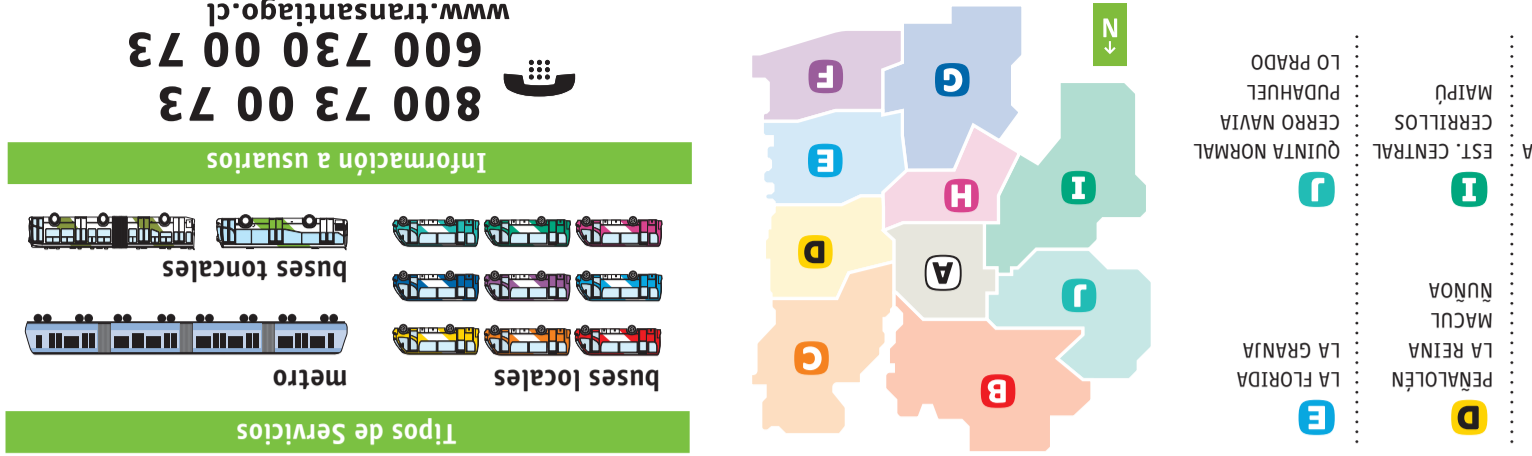 D
PEÑALOLÉN
LA REINA
MACUL
ÑUÑOA
I
EST. CENTRAL
CERRILLOS
MAIPÚ
E
LA FLORIDA
LA GRANJA
J
QUINTA NORMAL
CERRO NAVIA
PUDAHUEL
LO PRADO
B
C
J
A
D
I
H
E
G
F
N
Tipos de Servicios
buses locales
metro
buses toncales
Información a usuarios
800 73 00 73
600 730 00 73
www.transantiago.cl